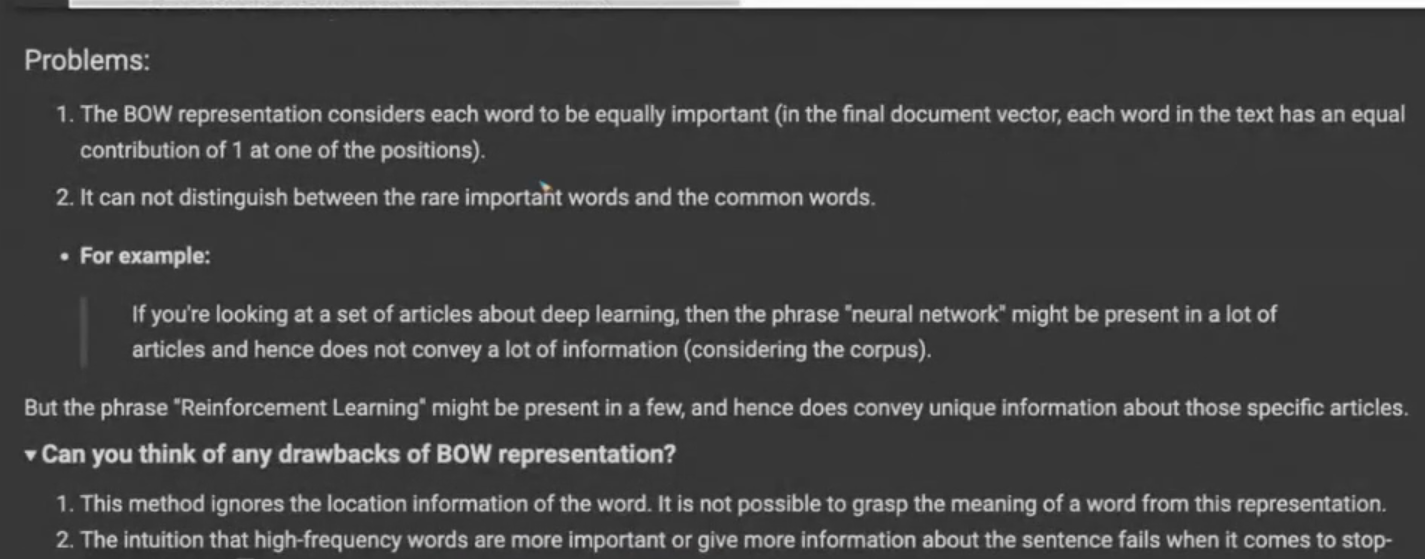 Problems:
1. The BOW representation considers each word to be equally important (in the final document vector, each word in the text has an equal
contribution of 1 at one of the positions).
2. It can not distinguish between the rare important words and the common words.
• For example:
If you're looking at a set of articles about deep learning, then the phrase "neural network" might be present in a lot of
articles and hence does not convey a lot of information (considering the corpus).
But the phrase "Reinforcement Learning" might be present in a few, and hence does convey unique information about those specific articles.
▾ Can you think of any drawbacks of BOW representation?
1. This method ignores the location information of the word. It is not possible to grasp the meaning of a word from this representation.
2. The intuition that high-frequency words are more important or give more information about the sentence fails when it comes to stop-